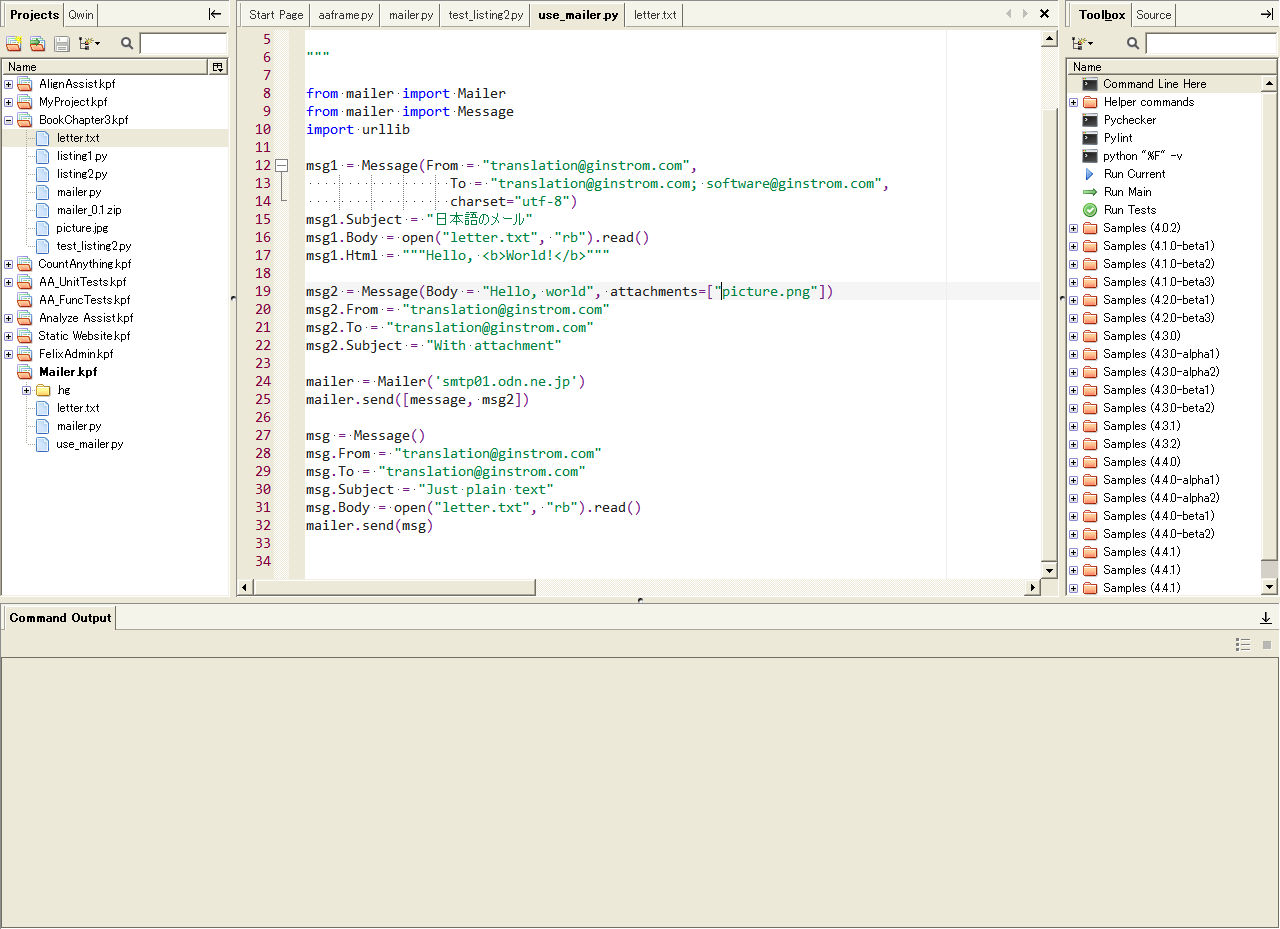 Projects
Qwin
Name
AlignAssist.kpf
MyProject.kpf
BookChapter3.kpf
letter.txt
listing1.py
listing2.py
mailer.py
mailer_0.1.zip
picture.jpg
test_listing2.py
CountAnything.kpf
AA_UnitTests.kpf
AA_FuncTests.kpf
Analyze Assist.kpf
Static Website.kpf
FelixAdmin.kpf
Mailer.kpf
.hg
letter.txt
mailer.py
use_mailer.py
Start Page
aaframe.py
mailer.py
test_listing2.py
use_mailer.py
letter.txt
5
6 """
7
8 from mailer import Mailer
9 from mailer import Message
10 import urllib
11
12 msg1 = Message(From = "translation@ginstrom.com",
13 To = "translation@ginstrom.com; software@ginstrom.com",
14 charset="utf-8")
15 msg1.Subject = "日本語のメール"
16 msg1.Body = open("letter.txt", "rb").read()
17 msg1.Html = """Hello, <b>World!</b>"""
18
19 msg2 = Message(Body = "Hello, world", attachments=["picture.png"])
20 msg2.From = "translation@ginstrom.com"
21 msg2.To = "translation@ginstrom.com"
22 msg2.Subject = "With attachment"
23
24 mailer = Mailer('smtp01.odn.ne.jp')
25 mailer.send([message, msg2])
26
27 msg = Message()
28 msg.From = "translation@ginstrom.com"
29 msg.To = "translation@ginstrom.com"
30 msg.Subject = "Just plain text"
31 msg.Body = open("letter.txt", "rb").read()
32 mailer.send(msg)
33
34
Toolbox
Source
Name
Command Line Here
Helper commands
Pychecker
Pylint
python "%F" -v
Run Current
Run Main
Run Tests
Samples (4.0.2)
Samples (4.1.0-beta1)
Samples (4.1.0-beta2)
Samples (4.1.0-beta3)
Samples (4.2.0-beta1)
Samples (4.2.0-beta3)
Samples (4.3.0)
Samples (4.3.0-alpha1)
Samples (4.3.0-alpha2)
Samples (4.3.0-beta1)
Samples (4.3.0-beta2)
Samples (4.3.1)
Samples (4.3.2)
Samples (4.4.0)
Samples (4.4.0-alpha1)
Samples (4.4.0-alpha2)
Samples (4.4.0-beta1)
Samples (4.4.0-beta2)
Samples (4.4.1)
Samples (4.4.1)
Samples (4.4.1)
Command Output